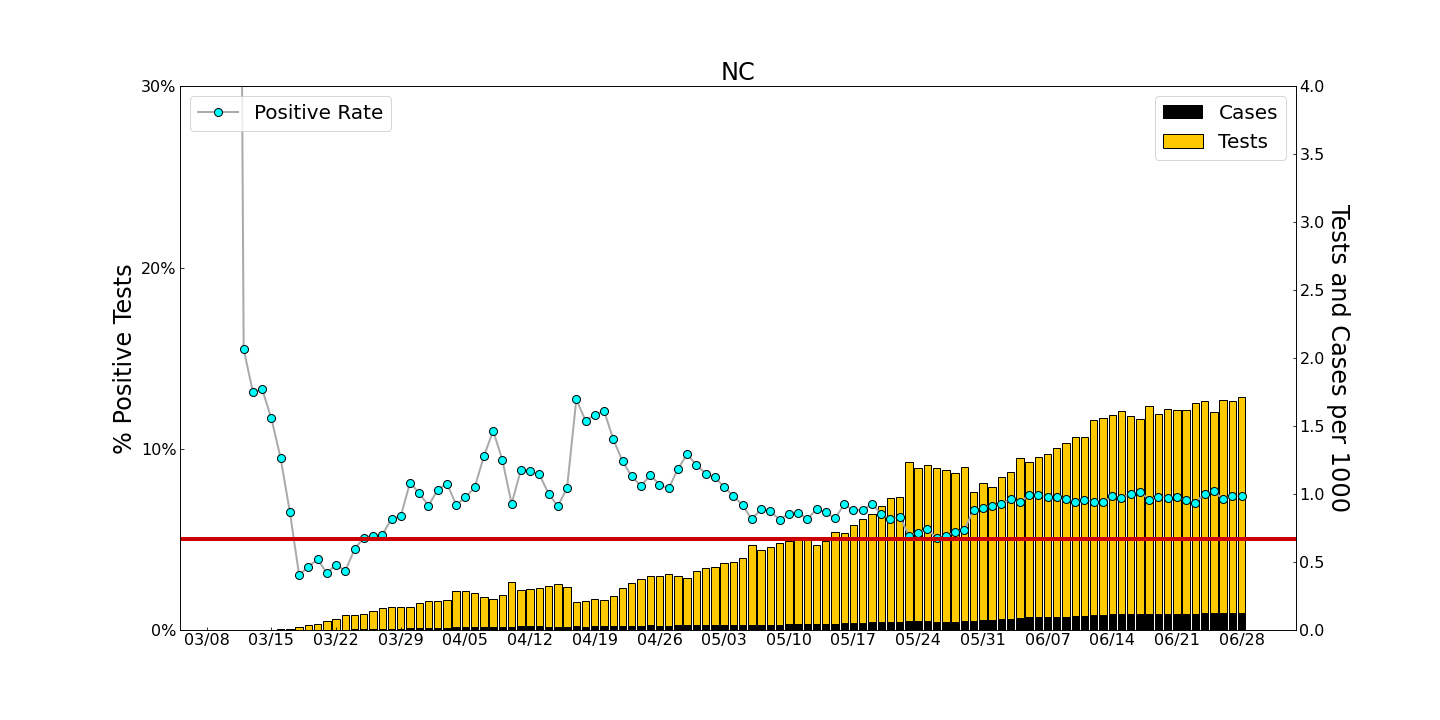 NC
30%
20%
10%
0%
% Positive Tests
Positive Rate
Cases
Tests
4.0
3.5
3.0
2.5
2.0
1.5
1.0
0.5
0.0
Tests and Cases per 1000
03/08 03/15 03/22 03/29 04/05 04/12 04/19 04/26 05/03 05/10 05/17 05/24 05/31 06/07 06/14 06/21 06/28